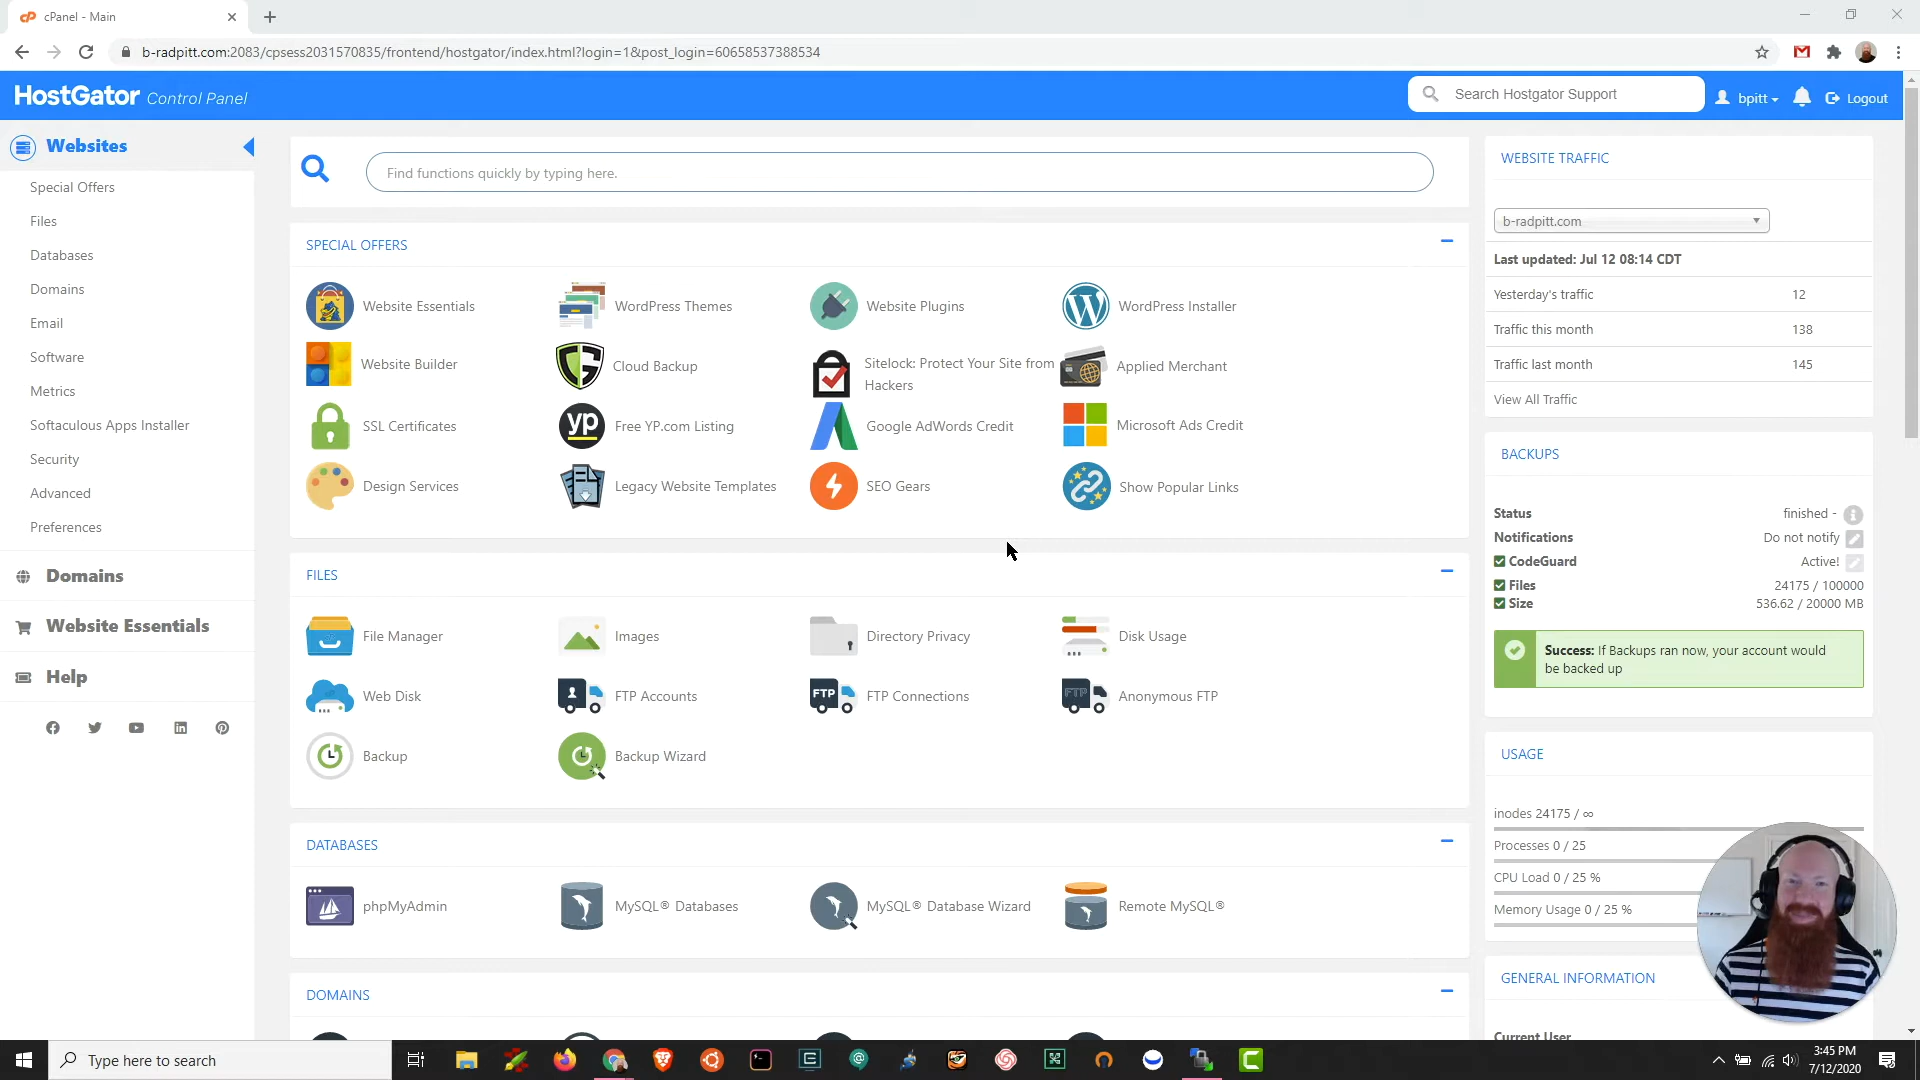 cPanel - Main
b-radpitt.com:2083/cpsess2031570835/frontend/hostgator/index.html?login=1&post_login=60658537388534
HostGator Control Panel
Search Hostgator Support
bpitt
Logout
Websites
Special Offers
Files
Databases
Domains
Email
Software
Metrics
Softaculous Apps Installer
Security
Advanced
Preferences
Domains
Website Essentials
Help
Find functions quickly by typing here.
SPECIAL OFFERS
Website Essentials
WordPress Themes
Website Plugins
WordPress Installer
Website Builder
Cloud Backup
Sitelock: Protect Your Site from
Hackers
Applied Merchant
SSL Certificates
yp
Free YP.com Listing
Google AdWords Credit
Microsoft Ads Credit
Design Services
Legacy Website Templates
SEO Gears
Show Popular Links
FILES
File Manager
Images
Directory Privacy
Disk Usage
Web Disk
FTP Accounts
FTP
FTP Connections
FTP
Anonymous FTP
Backup
Backup Wizard
DATABASES
phpMyAdmin
MySQL® Databases
MySQL® Database Wizard
Remote MySQL®
DOMAINS
WEBSITE TRAFFIC
b-radpitt.com
Last updated: Jul 12 08:14 CDT
Yesterday's traffic 12
Traffic this month 138
Traffic last month 145
View All Traffic
BACKUPS
Status finished -
Notifications Do not notify
CodeGuard Active!
Files 24175 / 100000
Size 536.62 / 20000 MB
Success: If Backups ran now, your account would
be backed up
USAGE
inodes 24175 / ∞
Processes 0 / 25
CPU Load 0 / 25 %
Memory Usage 0 / 25 %
GENERAL INFORMATION
Current User
Type here to search
3:45 PM
7/12/2020